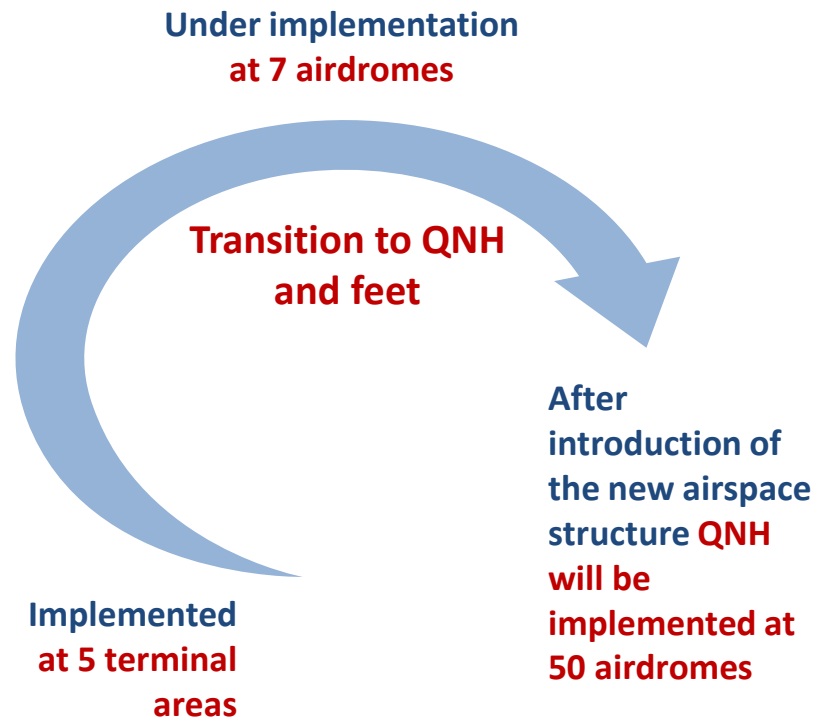 Under implementation
at 7 airdromes
Transition to QNH
and feet
After
introduction of
the new airspace
structure QNH
will be
implemented at
50 airdromes
Implemented
at 5 terminal
areas